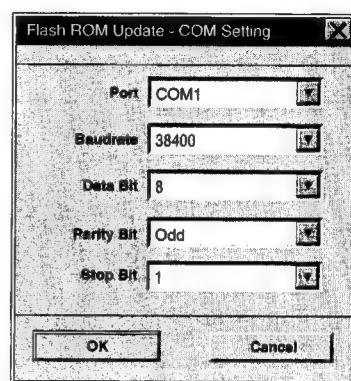 Flash ROM Update - COM Setting
Port COM1
Baudrate 38400
Data Bit 8
Parity Bit Odd
Stop Bit 1
OK Cancel